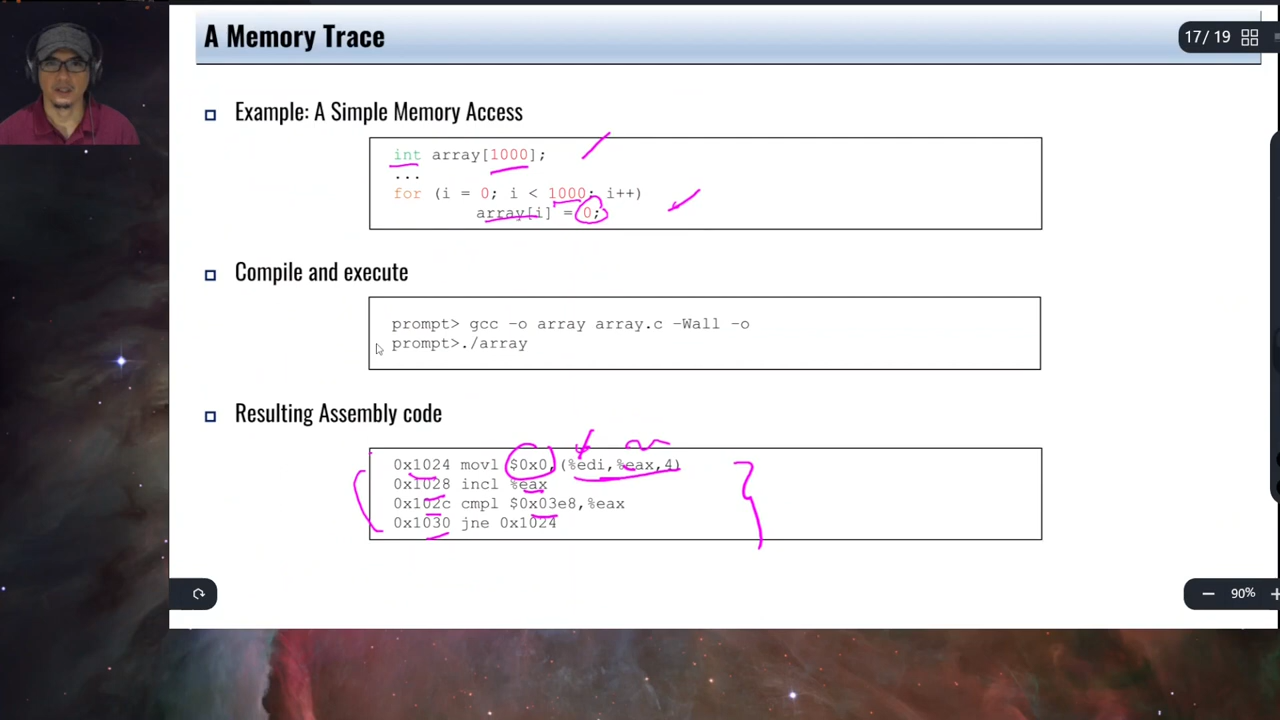 A Memory Trace
17/ 19
Example: A Simple Memory Access
int array[1000];
...
for (i = 0; i < 1000; i++)
array[i] = 0;
Compile and execute
prompt> gcc -o array array.c -Wall -o
prompt>./array
Resulting Assembly code
0x1024 movl $0x0,(%edi,%eax,4)
0x1028 incl %eax
0x102c cmpl $0x03e8,%eax
0x1030 jne 0x1024
90%